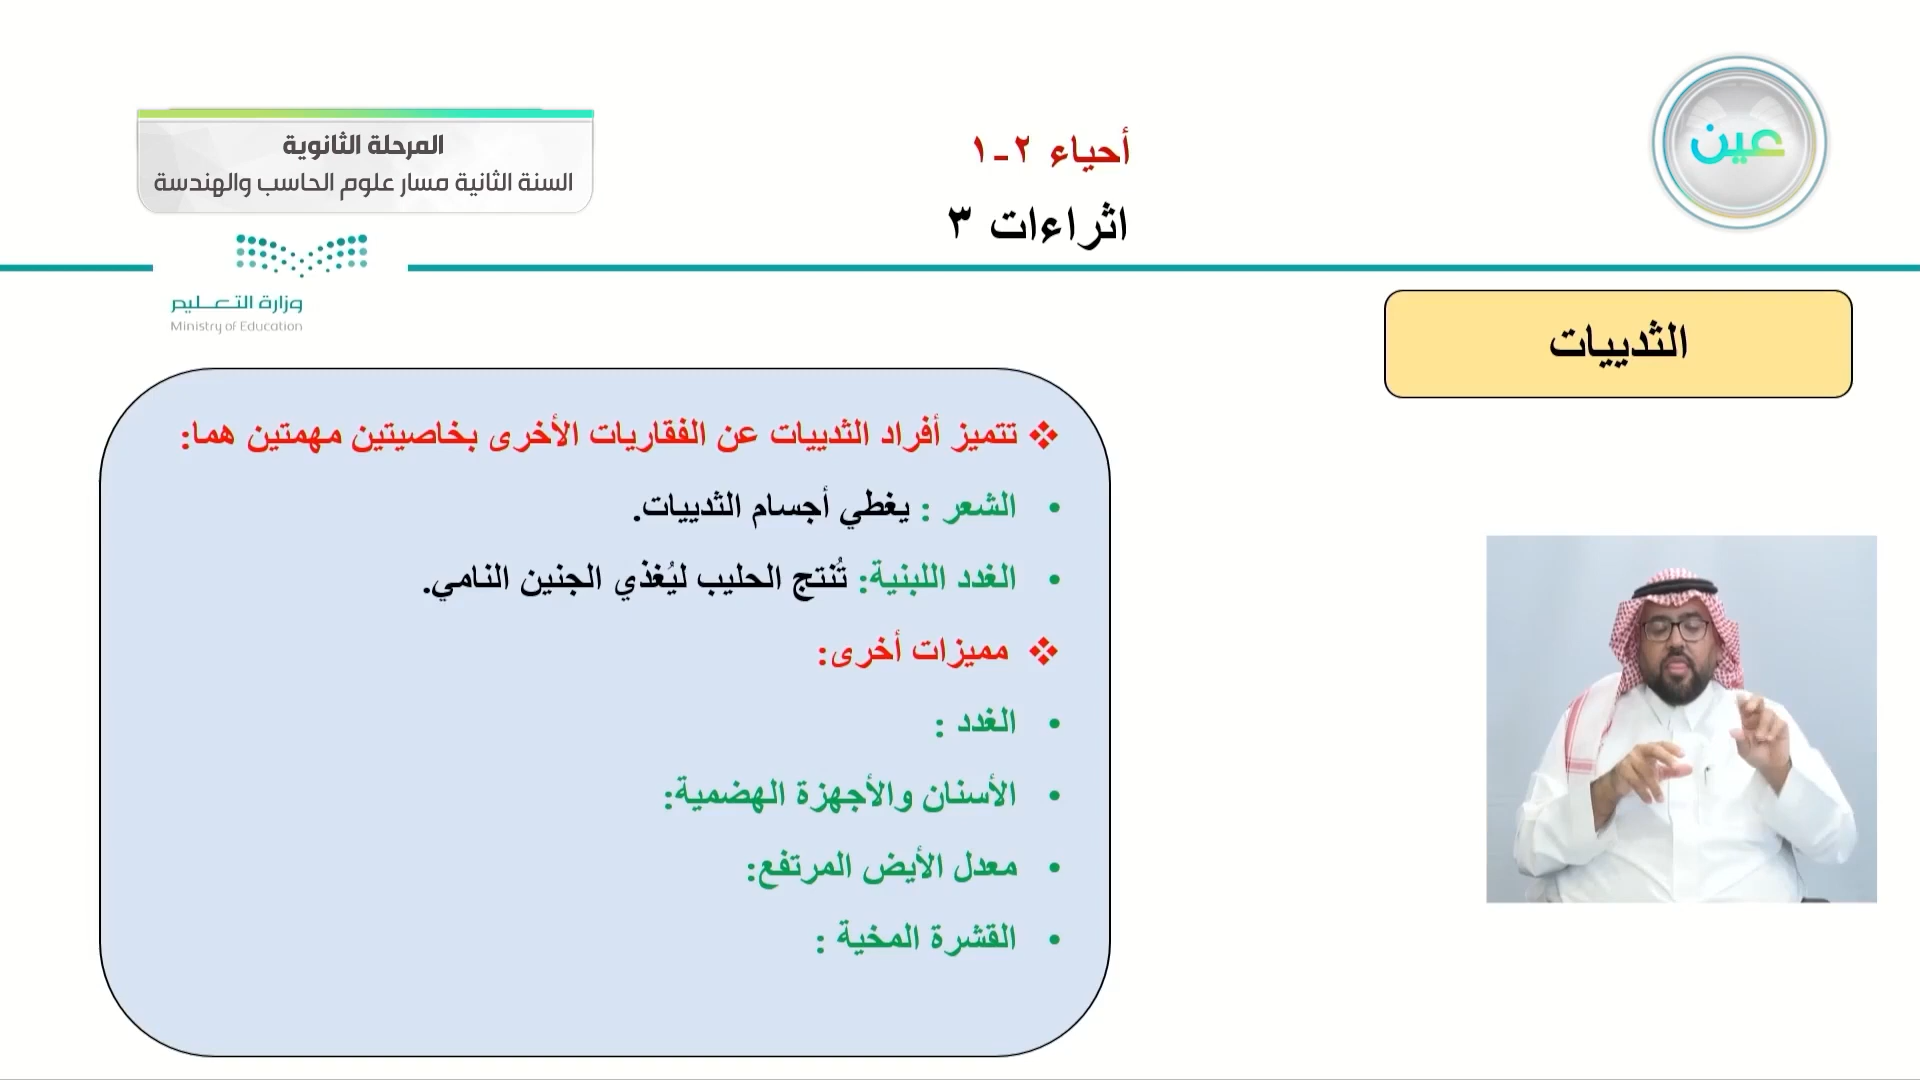 المرحلة الثانوية
السنة الثانية مسار علوم الحاسب والهندسة
أحياء ٢-١
اثراءات ٣
عين
وزارة التعليم
Ministry of Education
الثدييات
❖ تتميز أفراد الثدييات عن الفقاريات الأخرى بخاصيتين مهمتين هما:
• الشعر : يغطي أجسام الثدييات.
• الغدد اللبنية: تُنتج الحليب ليُغذي الجنين النامي.
❖ مميزات أخرى:
• الغدد :
• الأسنان والأجهزة الهضمية:
• معدل الأيض المرتفع:
• القشرة المخية :